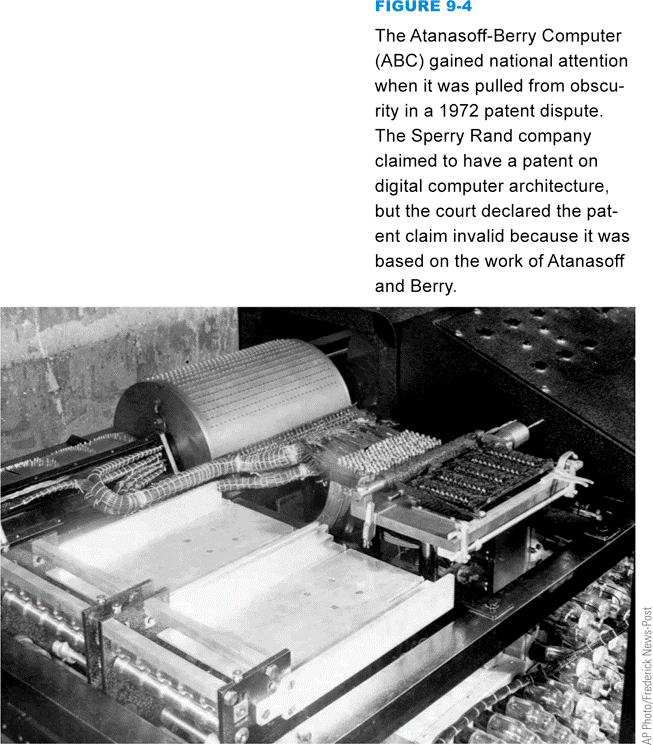 FIGURE 9-4
The Atanasoff-Berry Computer
(ABC) gained national attention
when it was pulled from obscu-
rity in a 1972 patent dispute.
The Sperry Rand company
claimed to have a patent on
digital computer architecture,
but the court declared the pat-
ent claim invalid because it was
based on the work of Atanasoff
and Berry.
AP Photo/Frederick News-Post